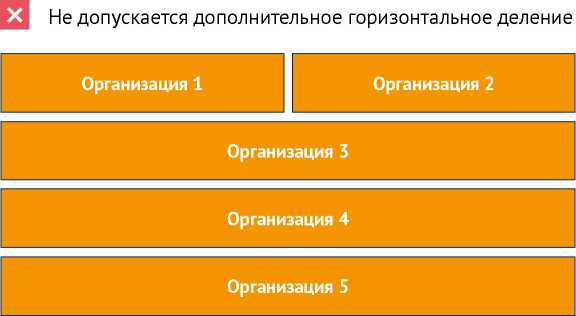 Не допускается дополнительное горизонтальное деление
Организация 1
Организация 2
Организация 3
Организация 4
Организация 5